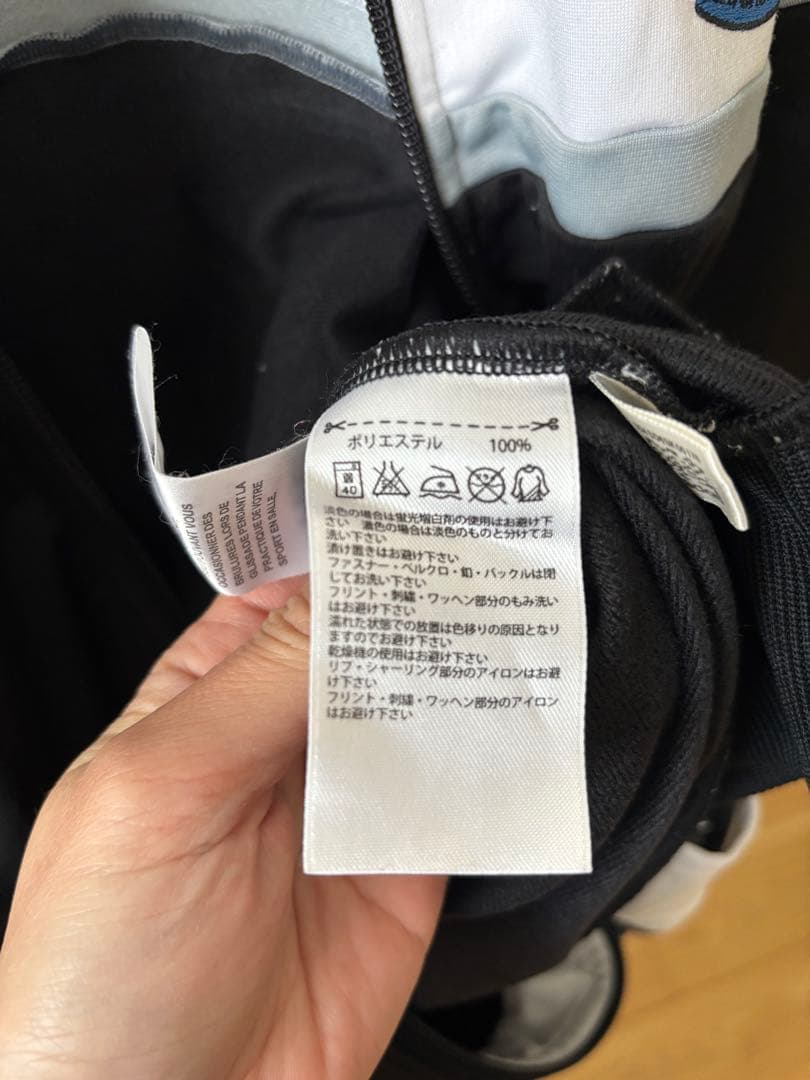 ポリエステル 100%
弱
40
淡色の場合は蛍光増白剤の使用はお避け下
さい 濃色の場合は淡色のものと分けてお
洗い下さい
漬け置きはお避け下さい
ファスナー・ベルクロ・釦・バックルは閉
じてお洗い下さい
プリント・刺繍・ワッペン部分のもみ洗い
はお避け下さい
濡れた状態での放置は色移りの原因となり
ますのでお避け下さい
乾燥機の使用はお避け下さい
リブ・シャーリング部分のアイロンはお避
け下さい
プリント・刺繍・ワッペン部分のアイロン
はお避け下さい
VOUS
OCCASIONNER DES
BRULURES LORS DE
GLISSADE PENDANT LA
PRACTIQUE DE VOTRE
SPORT EN SALLE,